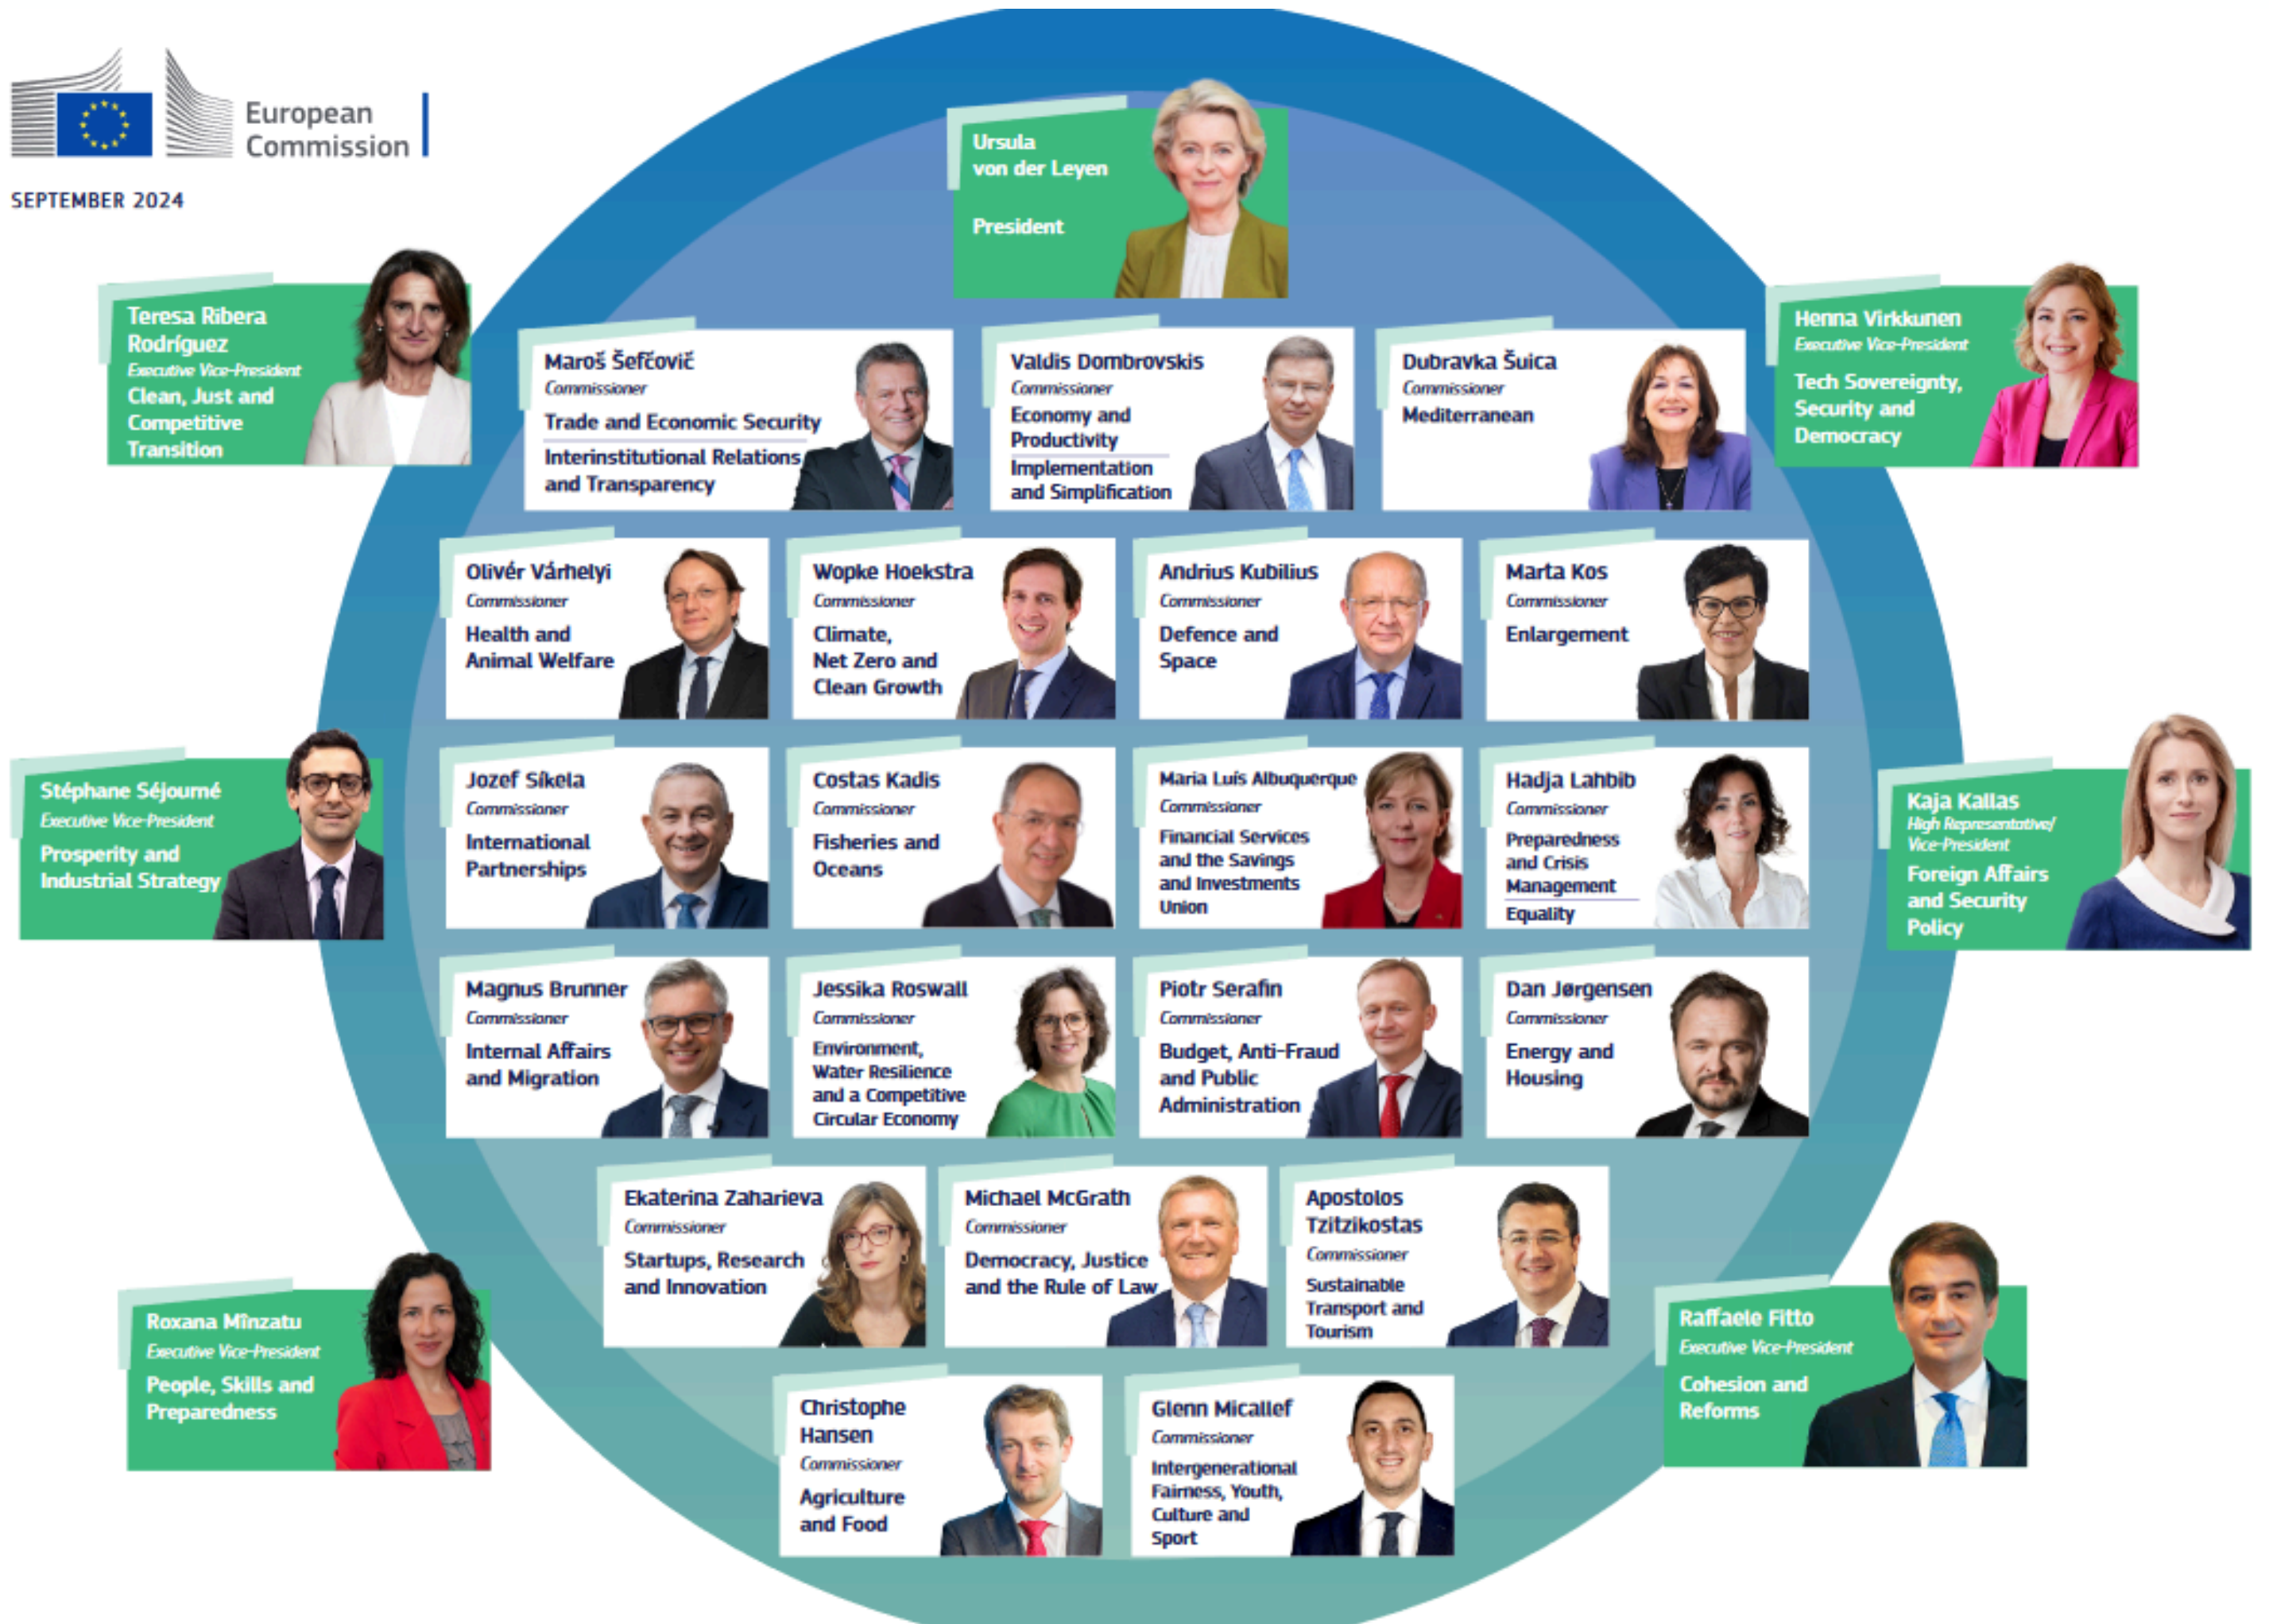 European
Commission
SEPTEMBER 2024
Ursula
von der Leyen
President
Teresa Ribera
Rodríguez
Executive Vice-President
Clean, Just and
Competitive
Transition
Henna Virkkunen
Executive Vice-President
Tech Sovereignty,
Security and
Democracy
Maroš Šefčovič
Commissioner
Trade and Economic Security
Interinstitutional Relations
and Transparency
Valdis Dombrovskis
Commissioner
Economy and
Productivity
Implementation
and Simplification
Dubravka Šuica
Commissioner
Mediterranean
Olivér Várhelyi
Commissioner
Health and
Animal Welfare
Wopke Hoekstra
Commissioner
Climate,
Net Zero and
Clean Growth
Andrius Kubilius
Commissioner
Defence and
Space
Marta Kos
Commissioner
Enlargement
Stéphane Séjourné
Executive Vice-President
Prosperity and
Industrial Strategy
Jozef Síkela
Commissioner
International
Partnerships
Costas Kadis
Commissioner
Fisheries and
Oceans
Maria Luís Albuquerque
Commissioner
Financial Services
and the Savings
and Investments
Union
Hadja Lahbib
Commissioner
Preparedness
and Crisis
Management
Equality
Kaja Kallas
High Representative/
Vice-President
Foreign Affairs
and Security
Policy
Magnus Brunner
Commissioner
Internal Affairs
and Migration
Jessika Roswall
Commissioner
Environment,
Water Resilience
and a Competitive
Circular Economy
Piotr Serafin
Commissioner
Budget, Anti-Fraud
and Public
Administration
Dan Jørgensen
Commissioner
Energy and
Housing
Ekaterina Zaharieva
Commissioner
Startups, Research
and Innovation
Michael McGrath
Commissioner
Democracy, Justice
and the Rule of Law
Apostolos
Tzitzikostas
Commissioner
Sustainable
Transport and
Tourism
Roxana Mînzatu
Executive Vice-President
People, Skills and
Preparedness
Raffaele Fitto
Executive Vice-President
Cohesion and
Reforms
Christophe
Hansen
Commissioner
Agriculture
and Food
Glenn Micallef
Commissioner
Intergenerational
Fairness, Youth,
Culture and
Sport